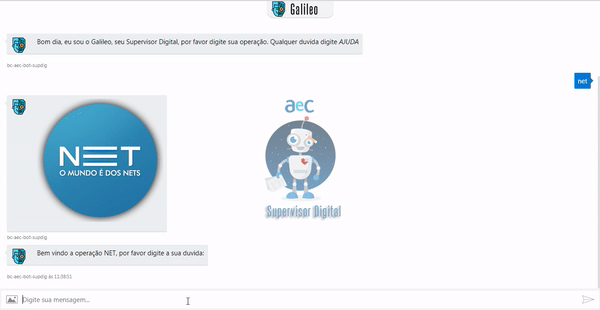 Galileo
Bom dia, eu sou o Galileo, seu Supervisor Digital, por favor digite sua operação. Qualquer duvida digite AJUDA
bc-aec-bot-supdig
net
NET
O MUNDO É DOS NETS
aec
Supervisor Digital
bc-aec-bot-supdig
Bem vindo a operação NET, por favor digite a sua duvida:
bc-aec-bot-supdig às 11:38:51
Digite sua mensagem...